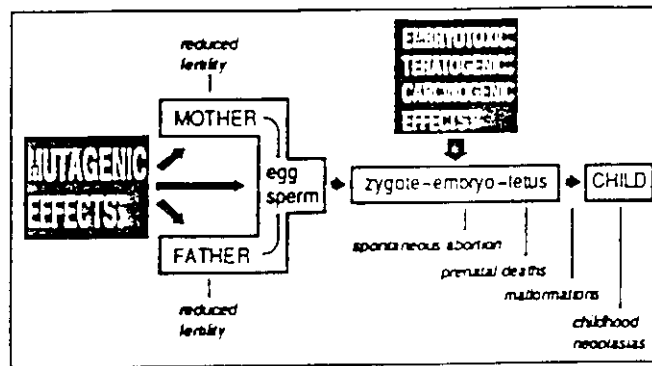 reduced
fertility
EMBRYOTOXIC
TERATOGENIC
CARCINOGENIC
EFFECTS
MOTHER
MUTAGENIC
EFFECTS
egg
sperm
zygote-embryo-fetus
CHILD
FATHER
spontaneous abortion
prenatal deaths
malformations
reduced
fertility
childhood
neoplasias